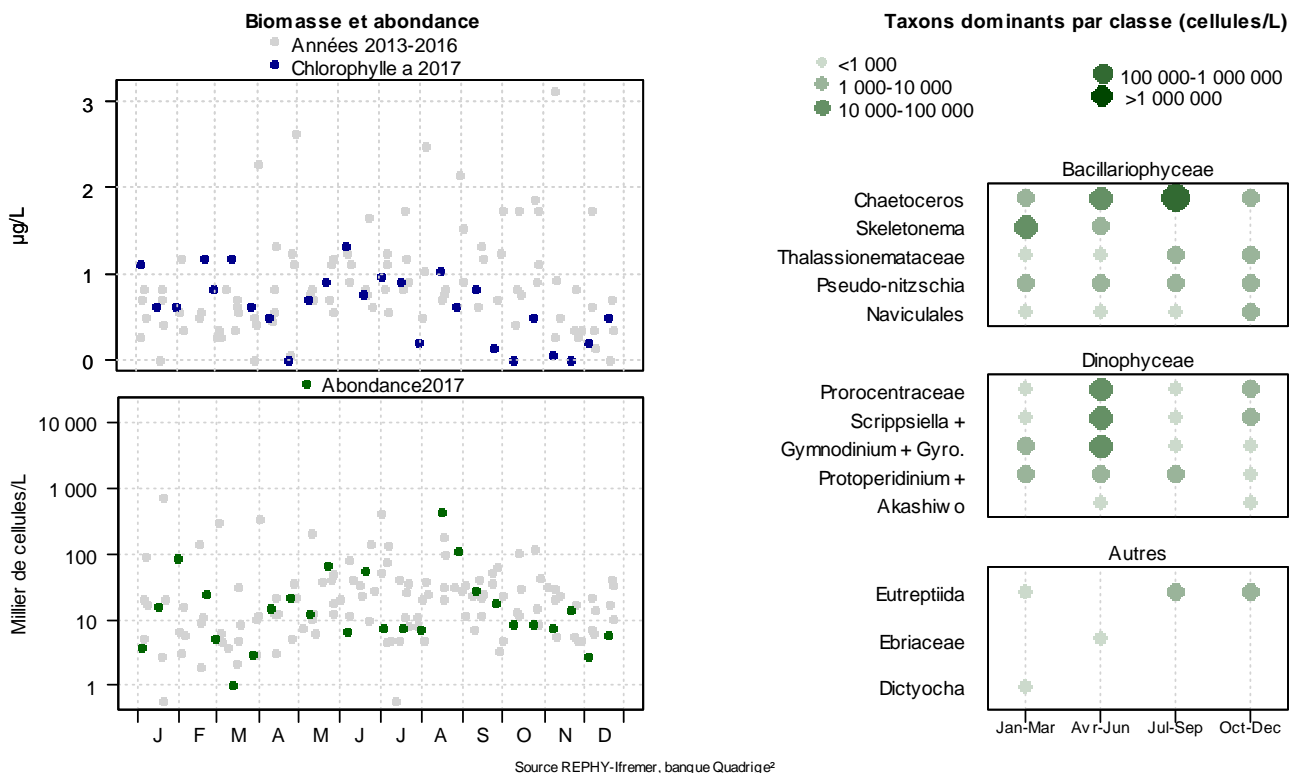 Biomasse et abondance
Années 2013-2016
Chlorophylle a 2017
3
2
1
0
µg/L
Abondance2017
10 000
1 000
100
10
1
Millier de cellules/L
J F M A M J J A S O N D
Taxons dominants par classe (cellules/L)
<1 000
1 000-10 000
10 000-100 000
100 000-1 000 000
>1 000 000
Bacillariophyceae
Chaetoceros
Skeletonema
Thalassionemataceae
Pseudo-nitzschia
Naviculales
Dinophyceae
Prorocentraceae
Scrippsiella +
Gymnodinium + Gyro.
Protoperidinium +
Akashiwo
Autres
Eutreptiida
Ebriaceae
Dictyocha
Jan-Mar Avr-Jun Jul-Sep Oct-Dec
Source REPHY-Ifremer, banque Quadrige²